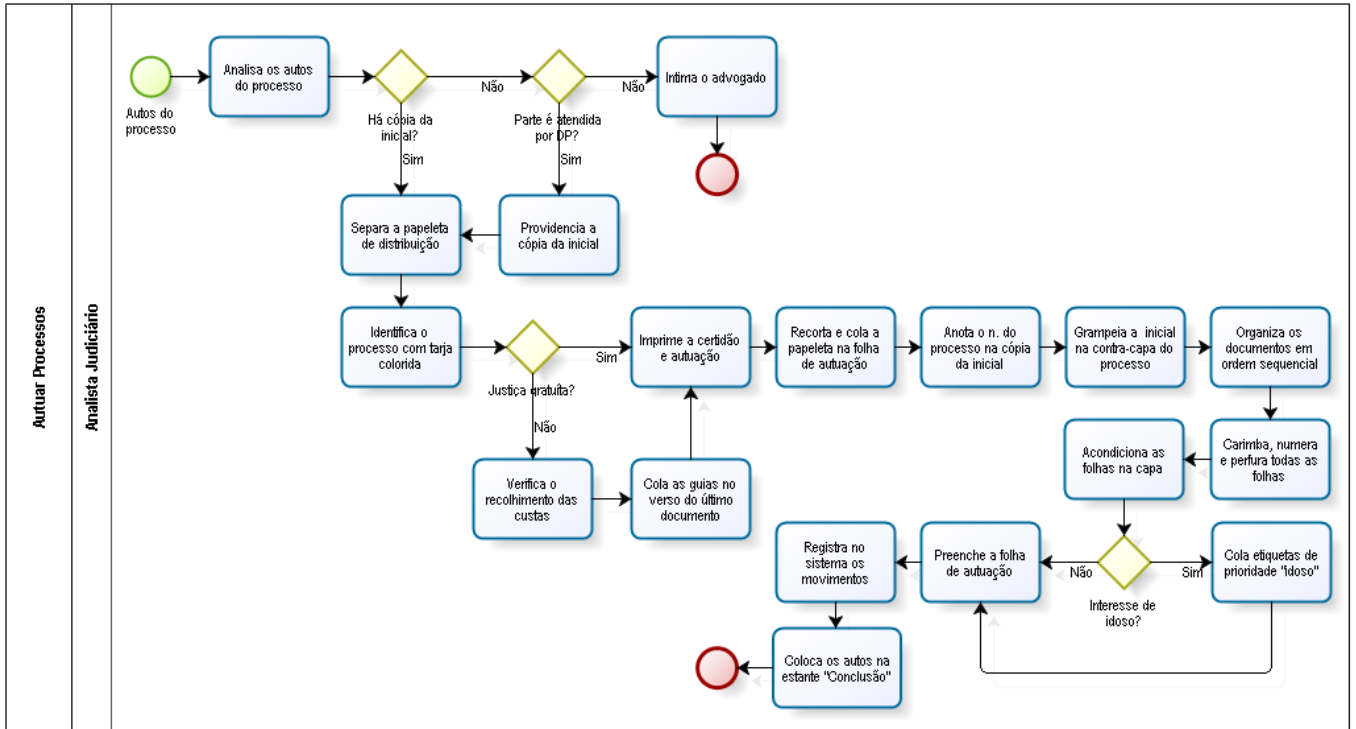 Autuar Processos
Analista Judiciário
Autos do
processo
Analisa os autos
do processo
Há cópia da
inicial?
Não
Sim
Parte é atendida
por DP?
Não
Sim
Intima o advogado
Separa a papeleta
de distribuição
Providencia a
cópia da inicial
Identifica o
processo com tarja
colorida
Justiça gratuíta?
Sim
Não
Imprime a certidão
e autuação
Recorta e cola a
papeleta na folha
de autuação
Anota o n. do
processo na cópia
da inicial
Grampeia a inicial
na contra-capa do
processo
Organiza os
documentos em
ordem sequencial
Verifica o
recolhimento das
custas
Cola as guias no
verso do último
documento
Acondiciona as
folhas na capa
Carimba, numera
e perfura todas as
folhas
Registra no
sistema os
movimentos
Preenche a folha
de autuação
Não
Interesse de
idoso?
Sim
Cola etiquetas de
prioridade "idoso"
Coloca os autos na
estante "Conclusão"